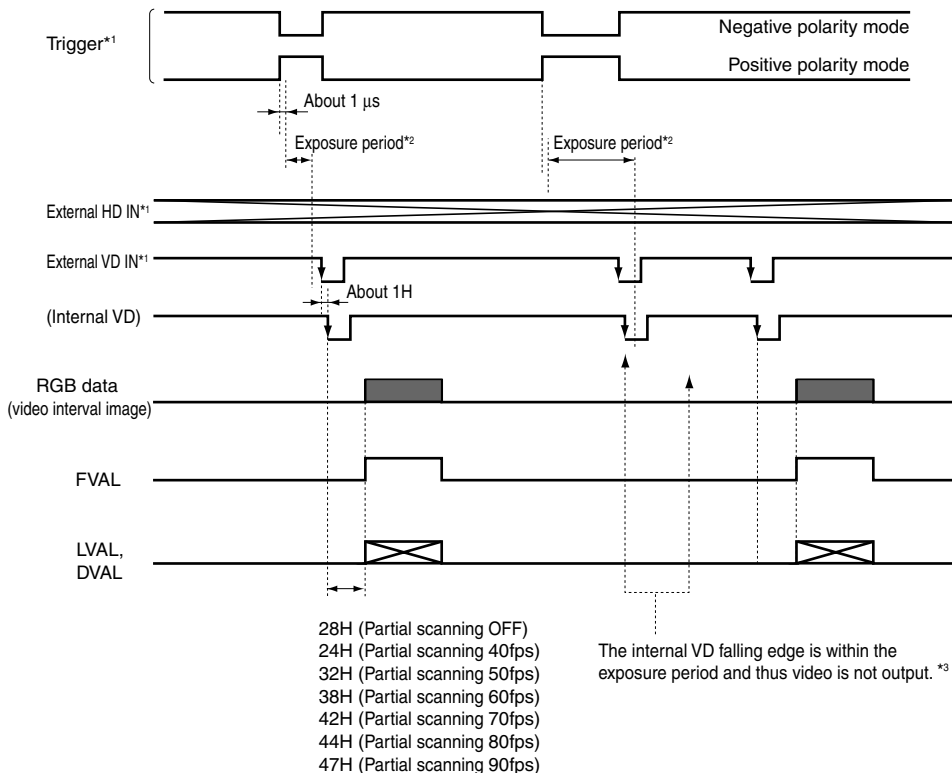 Negative polarity mode
Trigger*1
Positive polarity mode
About 1 μs
Exposure period*2 Exposure period*2
External HD IN*1
External VD IN*1
About 1H
(Internal VD)
RGB data
(video interval image)
FVAL
LVAL,
DVAL
28H (Partial scanning OFF)
24H (Partial scanning 40fps)
32H (Partial scanning 50fps)
38H (Partial scanning 60fps)
42H (Partial scanning 70fps)
44H (Partial scanning 80fps)
47H (Partial scanning 90fps)
The internal VD falling edge is within the
exposure period and thus video is not output. *3